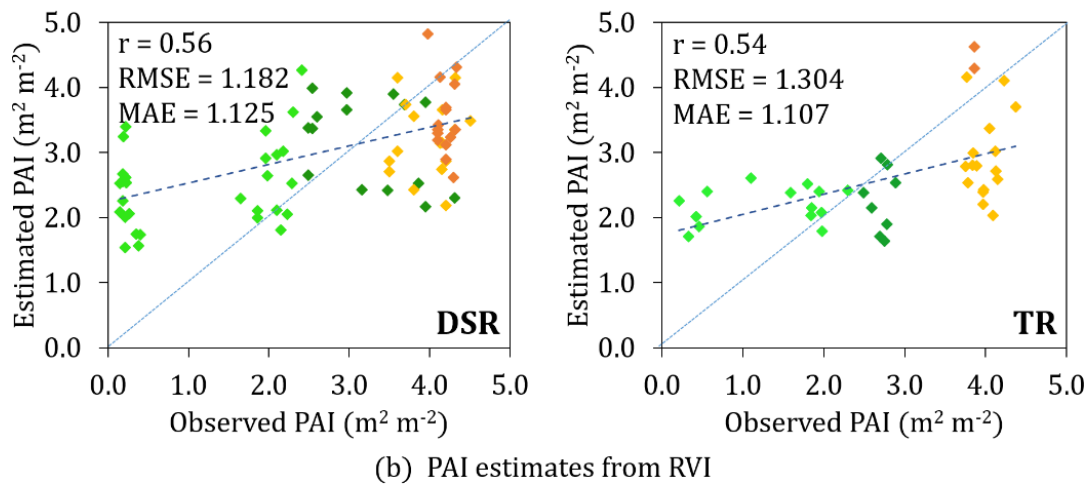 5.0
4.0
3.0
2.0
1.0
0.0
Estimated PAI (m² m⁻²)
r = 0.56
RMSE = 1.182
MAE = 1.125
DSR
0.0 1.0 2.0 3.0 4.0 5.0
Observed PAI (m² m⁻²)
5.0
4.0
3.0
2.0
1.0
0.0
Estimated PAI (m² m⁻²)
r = 0.54
RMSE = 1.304
MAE = 1.107
TR
0.0 1.0 2.0 3.0 4.0 5.0
Observed PAI (m² m⁻²)
(b) PAI estimates from RVI